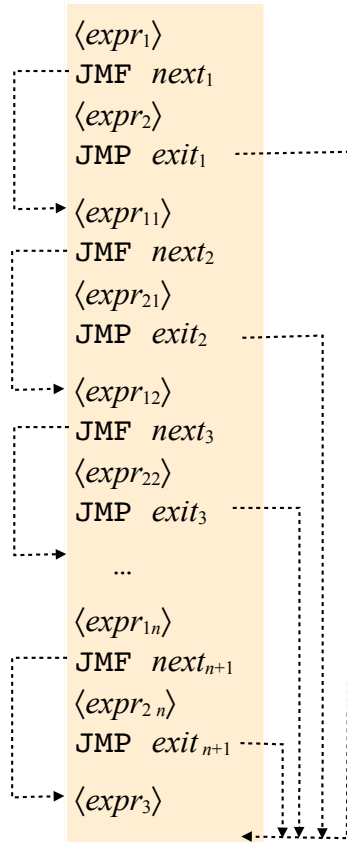 ⟨expr₁⟩
JMF next₁
⟨expr₂⟩
JMP exit₁
⟨expr₁₁⟩
JMF next₂
⟨expr₂₁⟩
JMP exit₂
⟨expr₁₂⟩
JMF next₃
⟨expr₂₂⟩
JMP exit₃
...
⟨expr₁ₙ⟩
JMF nextₙ₊₁
⟨expr₂ ₙ⟩
JMP exit ₙ₊₁
⟨expr₃⟩